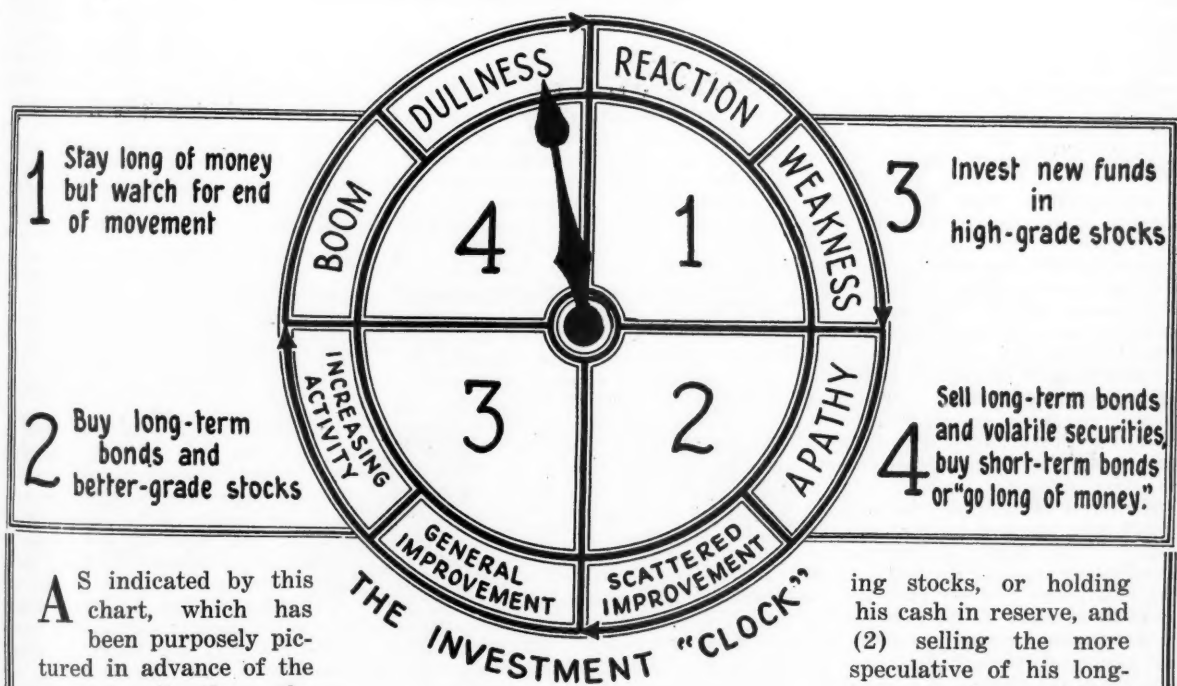 1 Stay long of money
but watch for end
of movement
2 Buy long-term
bonds and
better-grade stocks
DULLNESS
REACTION
WEAKNESS
APATHY
SCATTERED
IMPROVEMENT
GENERAL
IMPROVEMENT
INCREASING
ACTIVITY
BOOM
4
1
3
2
THE INVESTMENT "CLOCK"
3 Invest new funds
in
high-grade stocks
4 Sell long-term bonds
and volatile securities,
buy short-term bonds
or "go long of money."
AS indicated by this
chart, which has
been purposely pic-
tured in advance of the
ing stocks, or holding
his cash in reserve, and
(2) selling the more
speculative of his long-